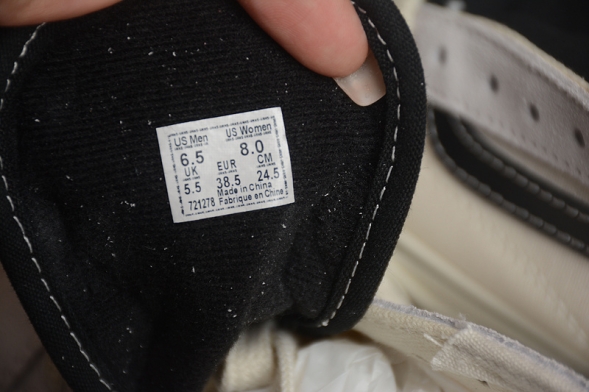 US Men US Women
6.5 8.0
UK EUR CM
5.5 38.5 24.5
Made in China
721278 Fabrique en Chine